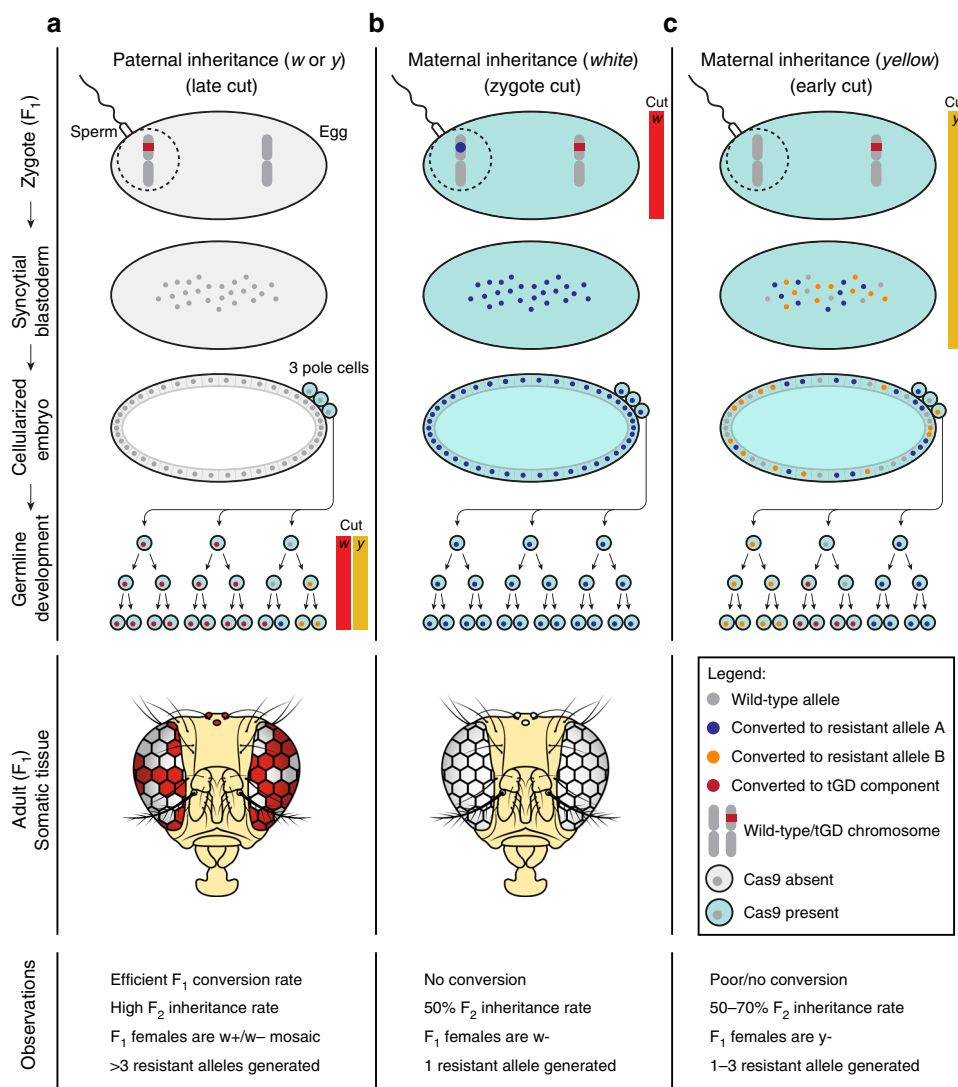 a
Paternal inheritance (w or y)
(late cut)
b
Maternal inheritance (white)
(zygote cut)
c
Maternal inheritance (yellow)
(early cut)
Zygote (F1)
Sperm
Egg
Cut
w
Cut
y
Syncytial
blastoderm
Cellularized
embryo
3 pole cells
Germline
development
Cut
w y
Adult (F1)
Somatic tissue
Legend:
Wild-type allele
Converted to resistant allele A
Converted to resistant allele B
Converted to tGD component
Wild-type/tGD chromosome
Cas9 absent
Cas9 present
Observations
Efficient F1 conversion rate
High F2 inheritance rate
F1 females are w+/w– mosaic
>3 resistant alleles generated
No conversion
50% F2 inheritance rate
F1 females are w-
1 resistant allele generated
Poor/no conversion
50–70% F2 inheritance rate
F1 females are y-
1–3 resistant allele generated